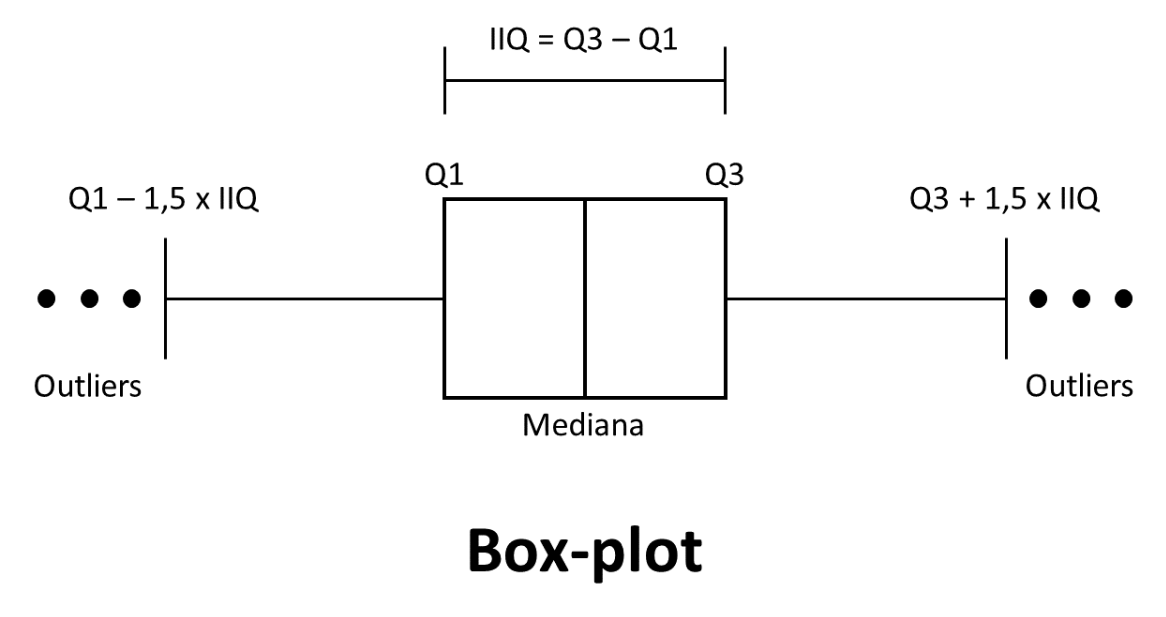 IIQ = Q3 – Q1
Q1
Q3
Q1 – 1,5 x IIQ
Q3 + 1,5 x IIQ
Outliers
Outliers
Mediana
Box-plot